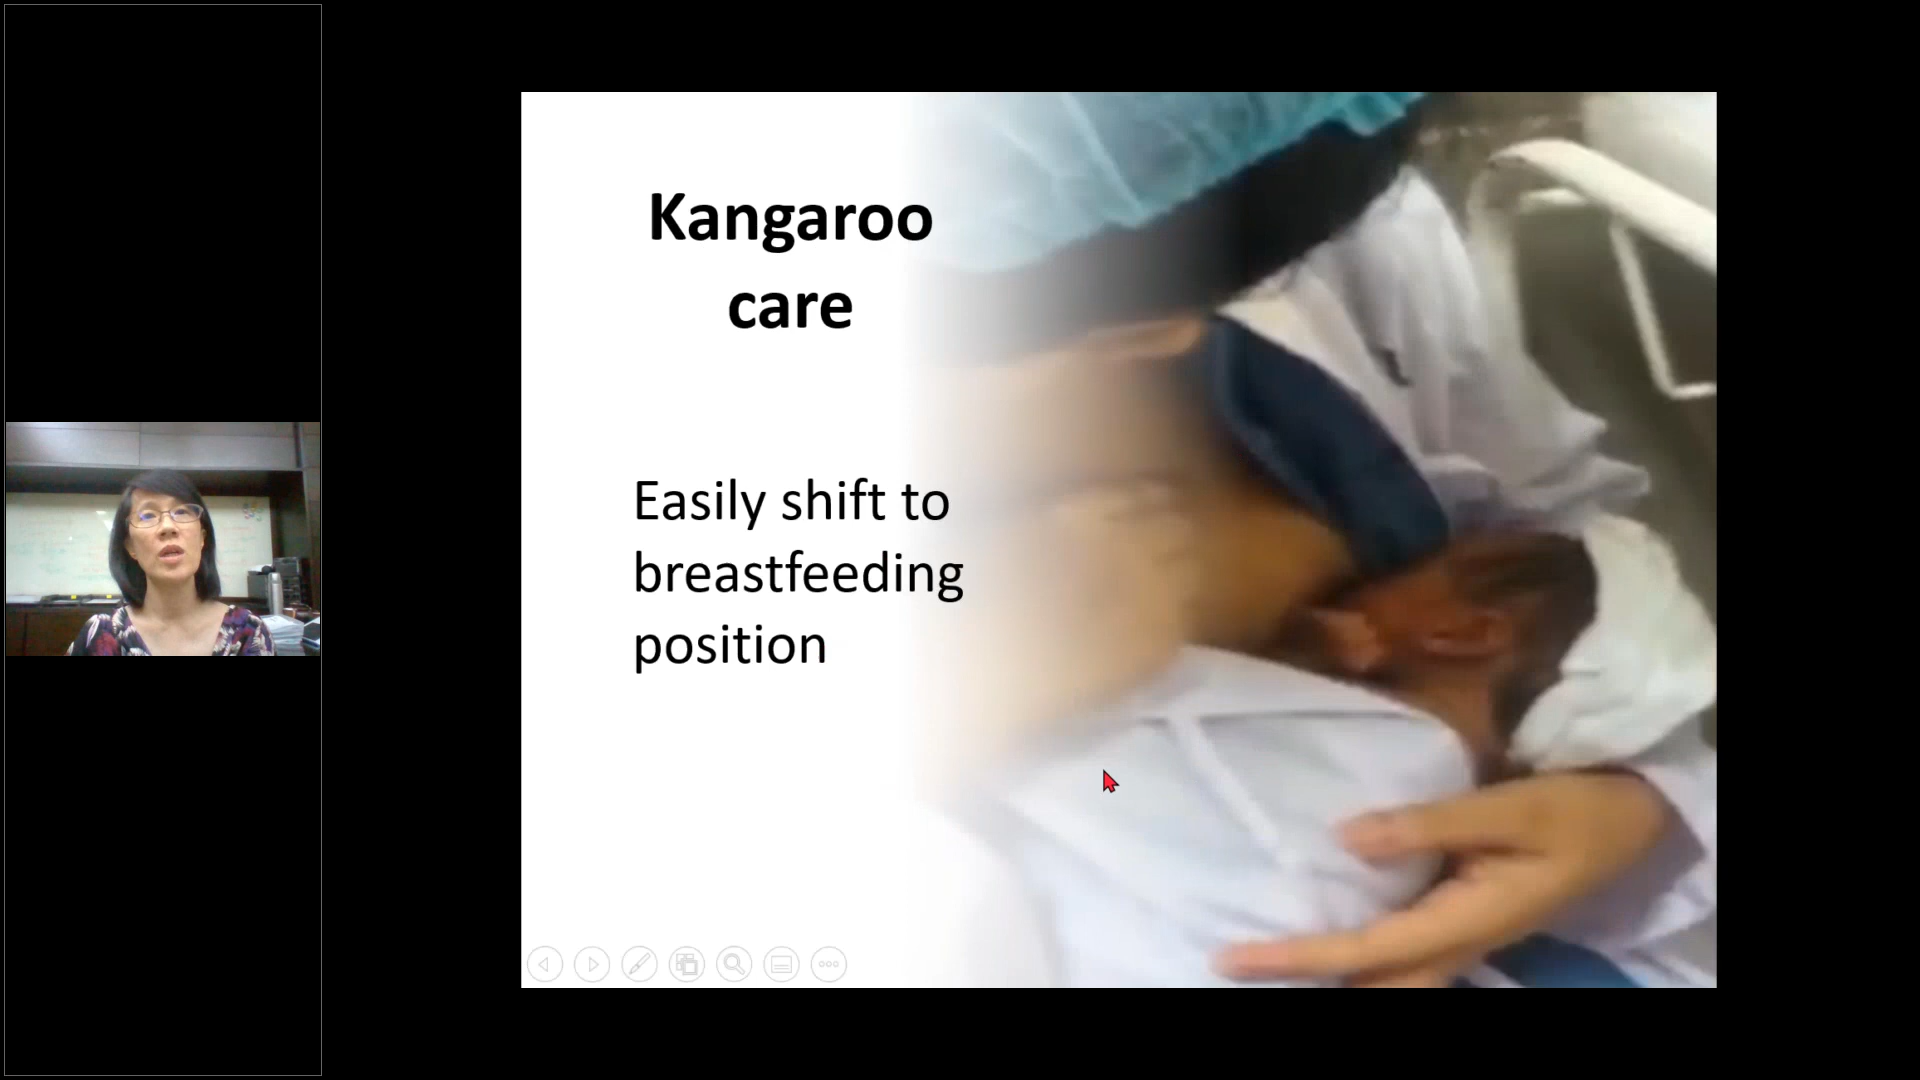 Kangaroo
care
Easily shift to
breastfeeding
position